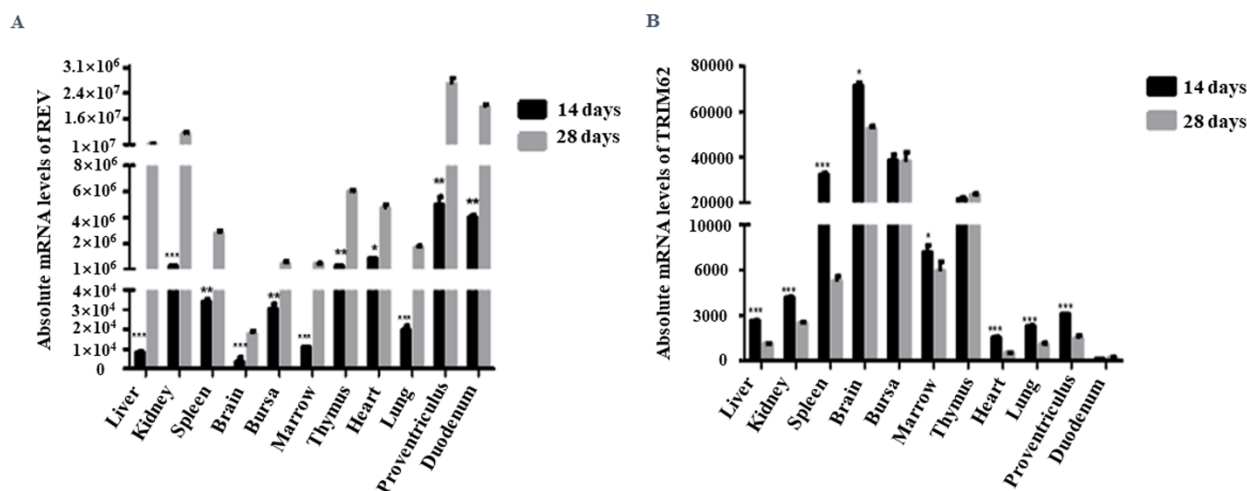 A
Absolute mRNA levels of REV
3.1×10⁶
2.4×10⁷
1.6×10⁷
1×10⁷
8×10⁶
6×10⁶
4×10⁶
2×10⁶
1×10⁶
4×10⁴
3×10⁴
2×10⁴
1×10⁴
0
***
***
**
***
**
***
**
*
***
**
**
14 days
28 days
Liver
Kidney
Spleen
Brain
Bursa
Marrow
Thymus
Heart
Lung
Proventriculus
Duodenum
B
Absolute mRNA levels of TRIM62
80000
60000
40000
20000
10000
6000
3000
0
***
***
***
*
*
***
***
***
14 days
28 days
Liver
Kidney
Spleen
Brain
Bursa
Marrow
Thymus
Heart
Lung
Proventriculus
Duodenum